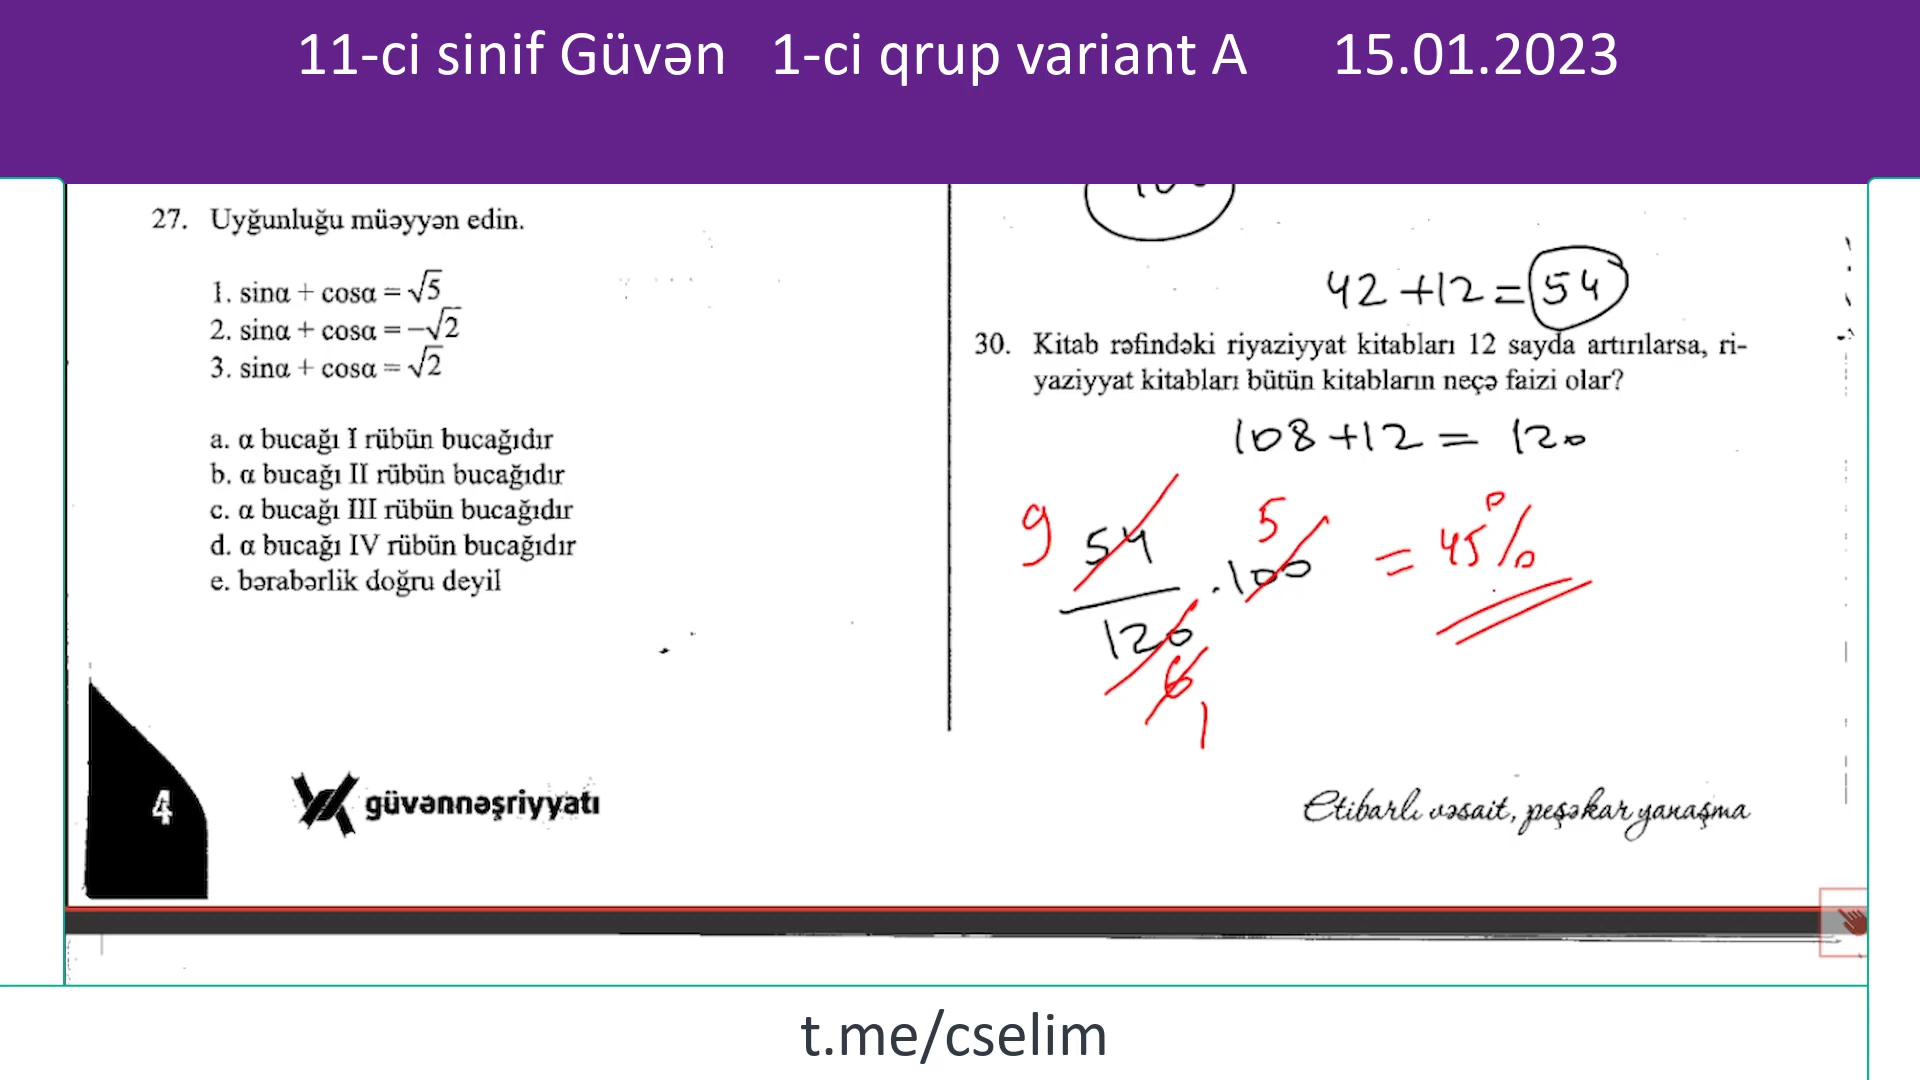 11-ci sinif Güvən 1-ci qrup variant A 15.01.2023
27. Uyğunluğu müəyyən edin.
1. sinα + cosα = √5
2. sinα + cosα = −√2
3. sinα + cosα = √2
a. α bucağı I rübün bucağıdır
b. α bucağı II rübün bucağıdır
c. α bucağı III rübün bucağıdır
d. α bucağı IV rübün bucağıdır
e. bərabərlik doğru deyil
42 + 12 = 54
30. Kitab rəfindəki riyaziyyat kitabları 12 sayda artırılarsa, ri-
yaziyyat kitabları bütün kitabların neçə faizi olar?
108 + 12 = 120
9 54 . 100 5 = 45%
120
6
1
4
güvənnəşriyyatı
Etibarlı vəsait, peşəkar yanaşma
t.me/cselim